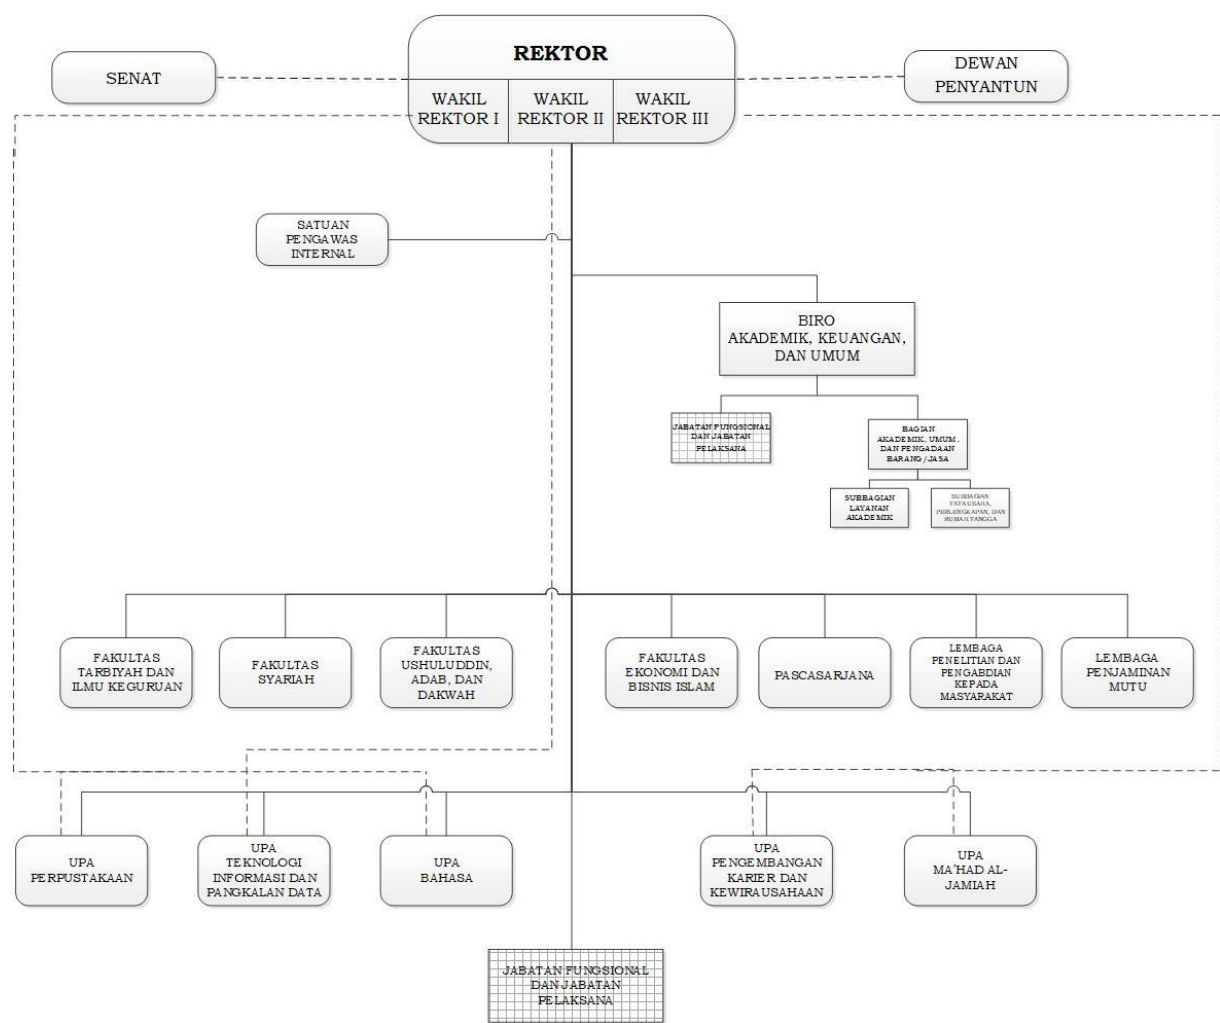 REKTOR
SENAT
DEWAN
PENYANTUN
WAKIL
REKTOR I
WAKIL
REKTOR II
WAKIL
REKTOR III
SATUAN
PENGAWAS
INTERNAL
BIRO
AKADEMIK, KEUANGAN,
DAN UMUM
JABATAN FUNGSIONAL
DAN JABATAN
PELAKSANA
BAGIAN
AKADEMIK, UMUM,
DAN PENGADAAN
BARANG/JASA
SUBBAGIAN
LAYANAN
AKADEMIK
SUBBAGIAN
TATA USAHA,
PERLENGKAPAN, DAN
RUMAH TANGGA
FAKULTAS
TARBIYAH DAN
ILMU KEGURUAN
FAKULTAS
SYARIAH
FAKULTAS
USHULUDDIN,
ADAB, DAN
DAKWAH
FAKULTAS
EKONOMI DAN
BISNIS ISLAM
PASCASARJANA
LEMBAGA
PENELITIAN DAN
PENGABDIAN
KEPADA
MASYARAKAT
LEMBAGA
PENJAMINAN
MUTU
UPA
PERPUSTAKAAN
UPA
TEKNOLOGI
INFORMASI DAN
PANGKALAN DATA
UPA
BAHASA
UPA
PENGEMBANGAN
KARIER DAN
KEWIRAUSAHAAN
UPA
MA'HAD AL-
JAMIAH
JABATAN FUNGSIONAL
DAN JABATAN
PELAKSANA